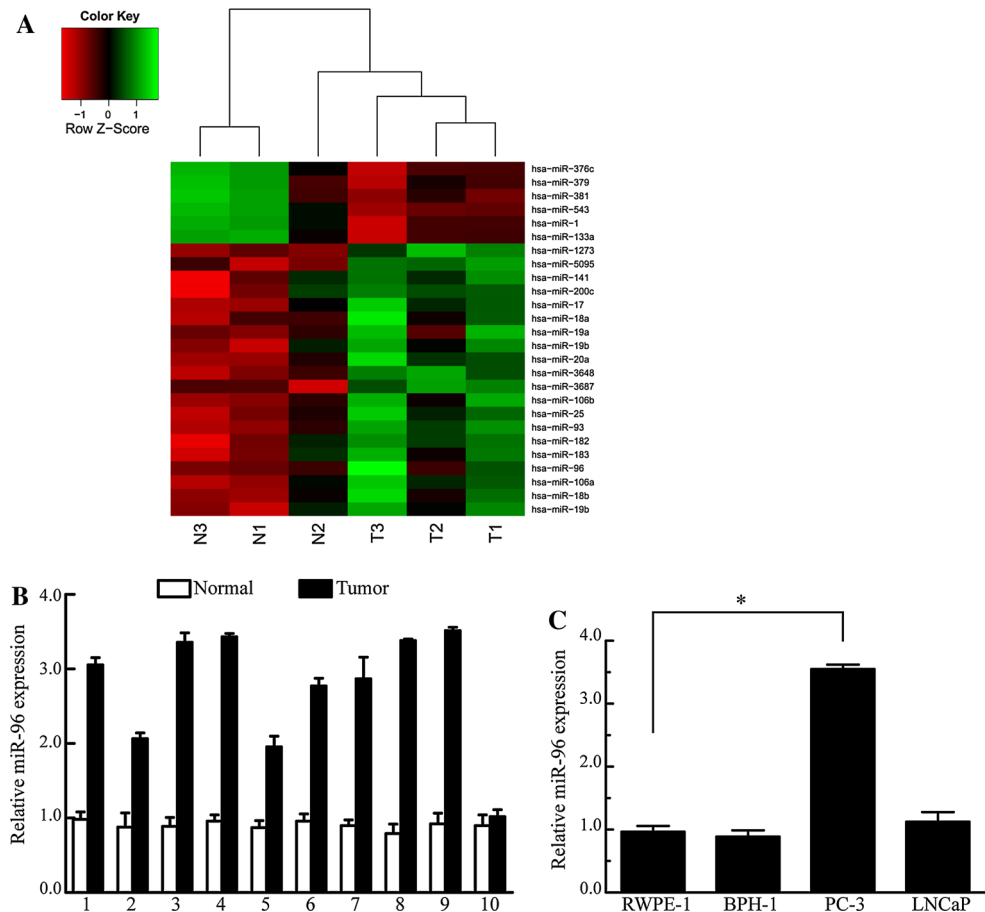 A
Color Key
−1 0 1
Row Z−Score
hsa−miR−376c
hsa−miR−379
hsa−miR−381
hsa−miR−543
hsa−miR−1
hsa−miR−133a
hsa−miR−1273
hsa−miR−5095
hsa−miR−141
hsa−miR−200c
hsa−miR−17
hsa−miR−18a
hsa−miR−19a
hsa−miR−19b
hsa−miR−20a
hsa−miR−3648
hsa−miR−3687
hsa−miR−106b
hsa−miR−25
hsa−miR−93
hsa−miR−182
hsa−miR−183
hsa−miR−96
hsa−miR−106a
hsa−miR−18b
hsa−miR−19b
N3 N1 N2 T3 T2 T1
B
Normal Tumor
Relative miR-96 expression
4.0
3.0
2.0
1.0
0.0
1 2 3 4 5 6 7 8 9 10
C
*
Relative miR-96 expression
4.0
3.0
2.0
1.0
0.0
RWPE-1 BPH-1 PC-3 LNCaP